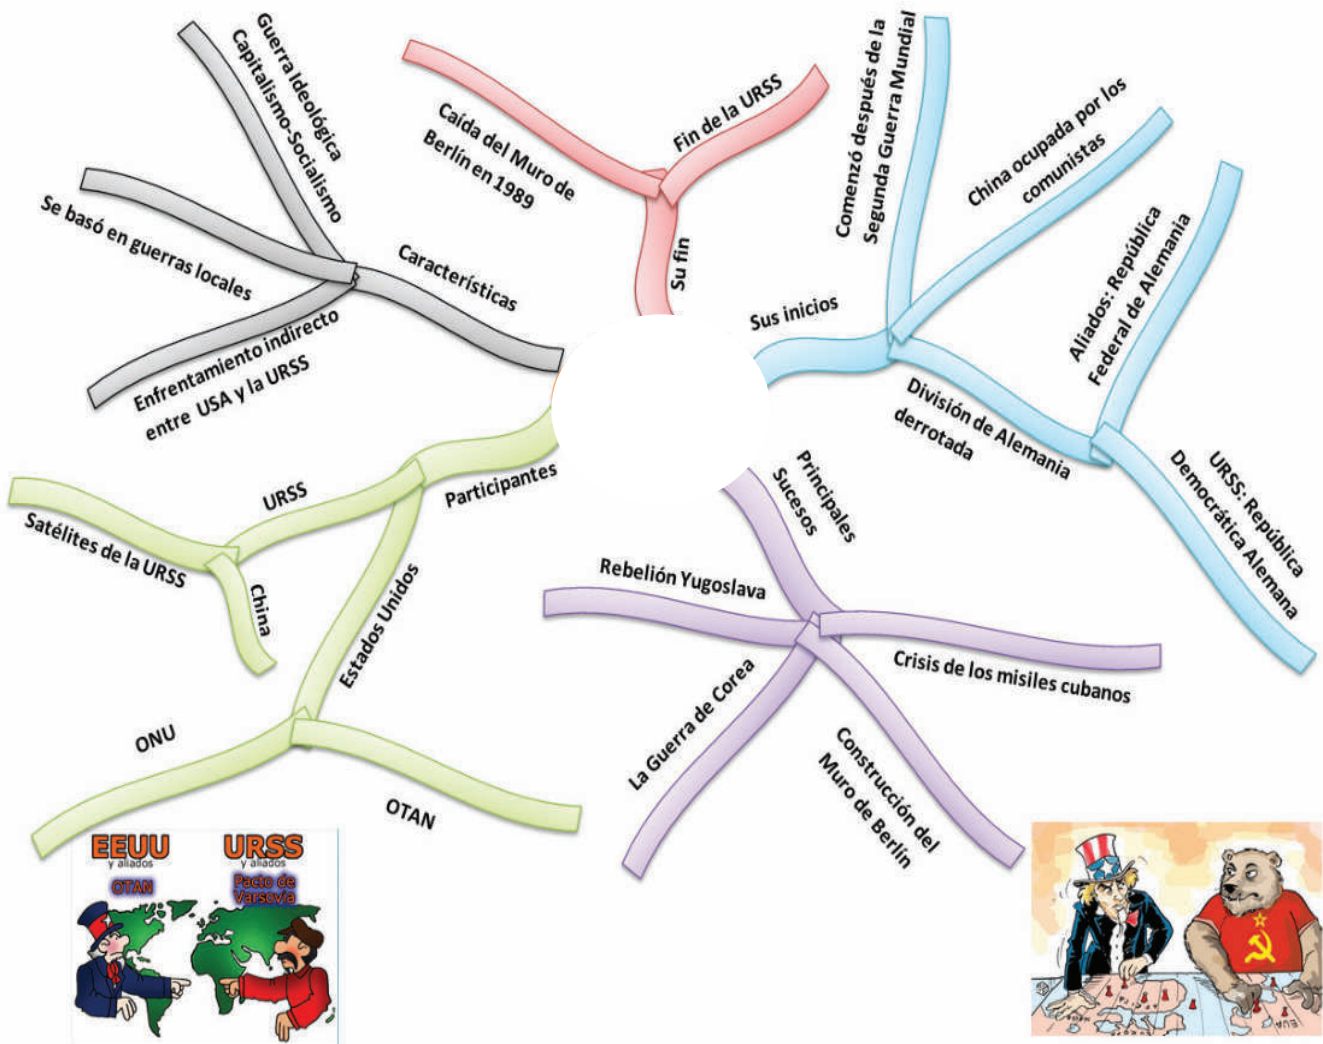 Guerra Ideológica
Capitalismo-Socialismo
Se basó en guerras locales
Enfrentamiento indirecto
entre USA y la URSS
Características
Caída del Muro de
Berlín en 1989
Fin de la URSS
Su fin
Comenzó después de la
Segunda Guerra Mundial
China ocupada por los
comunistas
Sus inicios
Aliados: República
Federal de Alemania
División de Alemania
derrotada
URSS: República
Democrática Alemana
Participantes
URSS
Satélites de la URSS
China
Estados Unidos
ONU
OTAN
Principales
Sucesos
Rebelión Yugoslava
Crisis de los misiles cubanos
La Guerra de Corea
Construcción del
Muro de Berlín
EEUU
y aliados
OTAN
URSS
y aliados
Pacto de
Varsovia